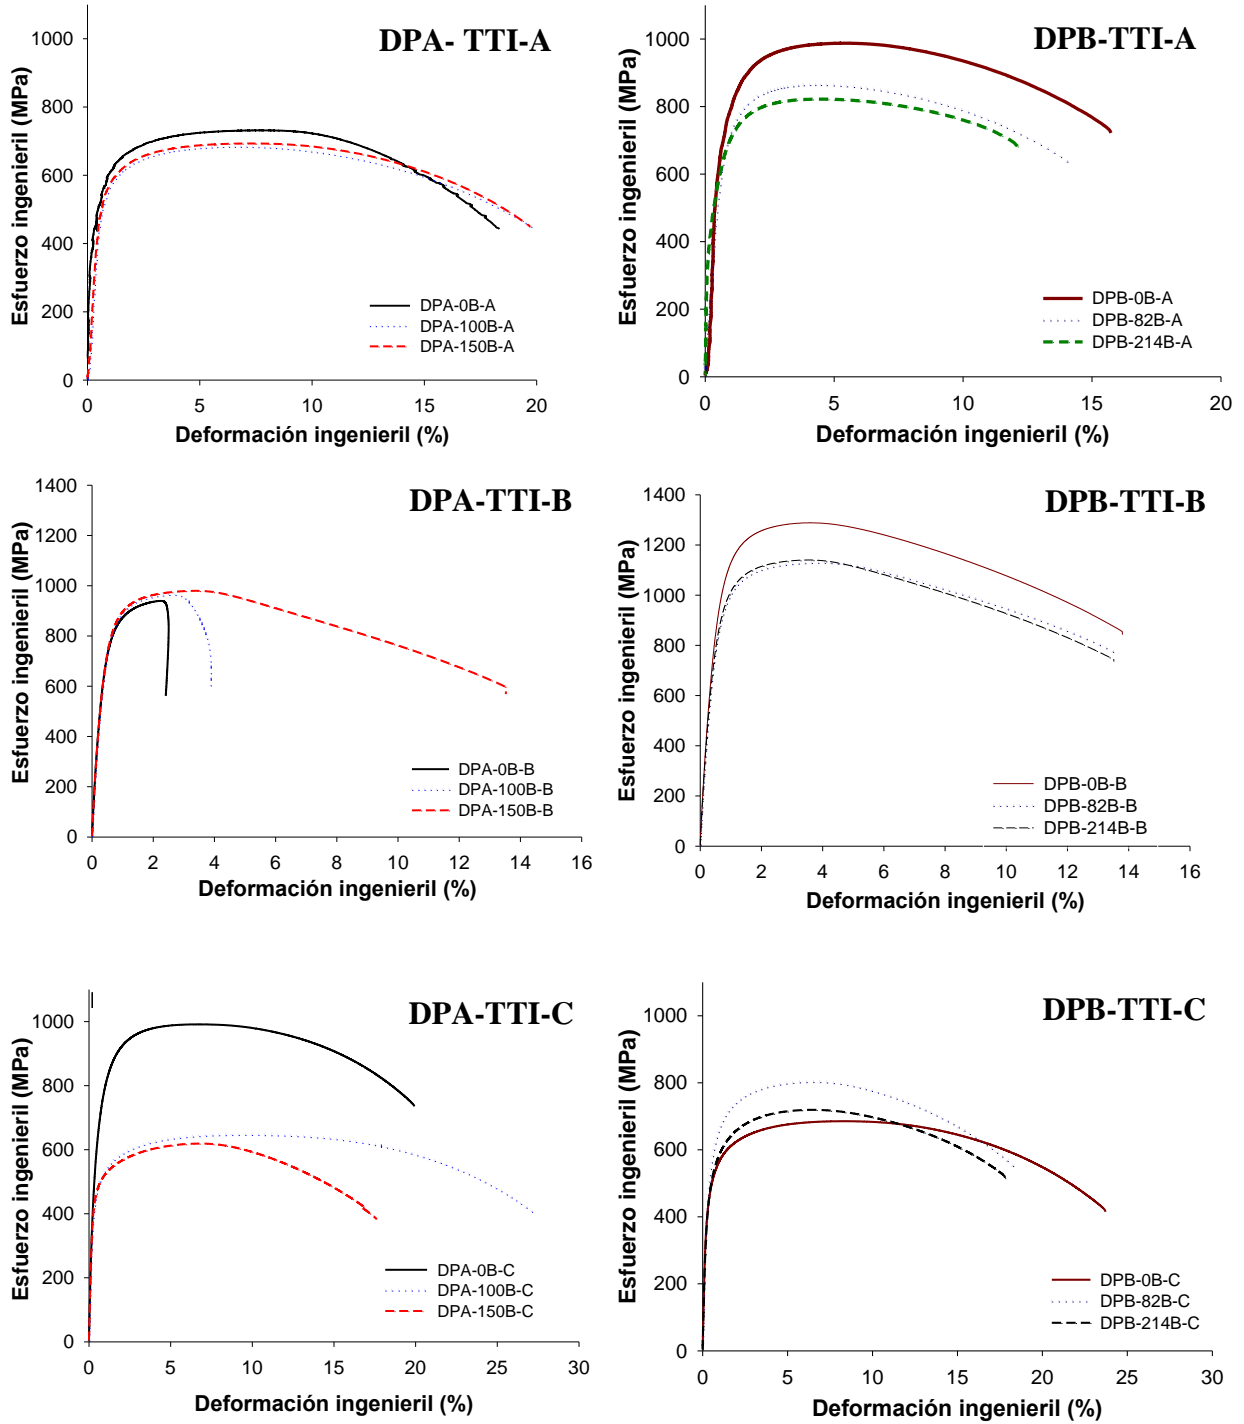 DPA- TTI-A
Esfuerzo ingenieril (MPa)
1000
800
600
400
200
0
DPA-0B-A
DPA-100B-A
DPA-150B-A
0 5 10 15 20
Deformación ingenieril (%)
DPB-TTI-A
Esfuerzo ingenieril (MPa)
1000
800
600
400
200
0
DPB-0B-A
DPB-82B-A
DPB-214B-A
0 5 10 15 20
Deformación ingenieril (%)
DPA-TTI-B
Esfuerzo ingenieril (MPa)
1400
1200
1000
800
600
400
200
0
DPA-0B-B
DPA-100B-B
DPA-150B-B
0 2 4 6 8 10 12 14 16
Deformación ingenieril (%)
DPB-TTI-B
Esfuerzo ingenieril (MPa)
1400
1200
1000
800
600
400
200
0
DPB-0B-B
DPB-82B-B
DPB-214B-B
0 2 4 6 8 10 12 14 16
Deformación ingenieril (%)
DPA-TTI-C
Esfuerzo ingenieril (MPa)
1000
800
600
400
200
0
DPA-0B-C
DPA-100B-C
DPA-150B-C
0 5 10 15 20 25 30
Deformación ingenieril (%)
DPB-TTI-C
Esfuerzo ingenieril (MPa)
1000
800
600
400
200
0
DPB-0B-C
DPB-82B-C
DPB-214B-C
0 5 10 15 20 25 30
Deformación ingenieril (%)